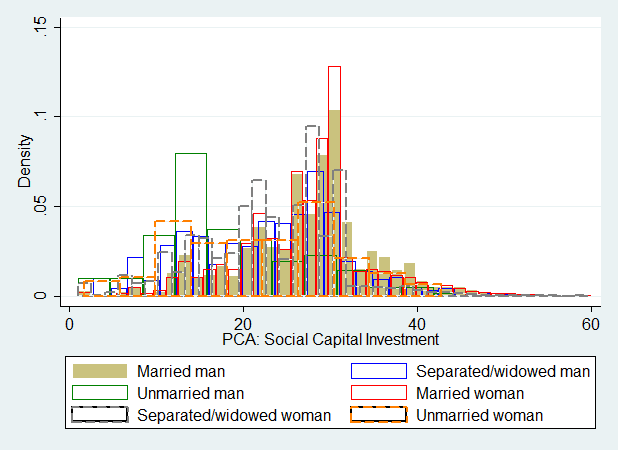 .15
.1
.05
0
Density
0 20 40 60
PCA: Social Capital Investment
Married man Separated/widowed man
Unmarried man Married woman
Separated/widowed woman Unmarried woman